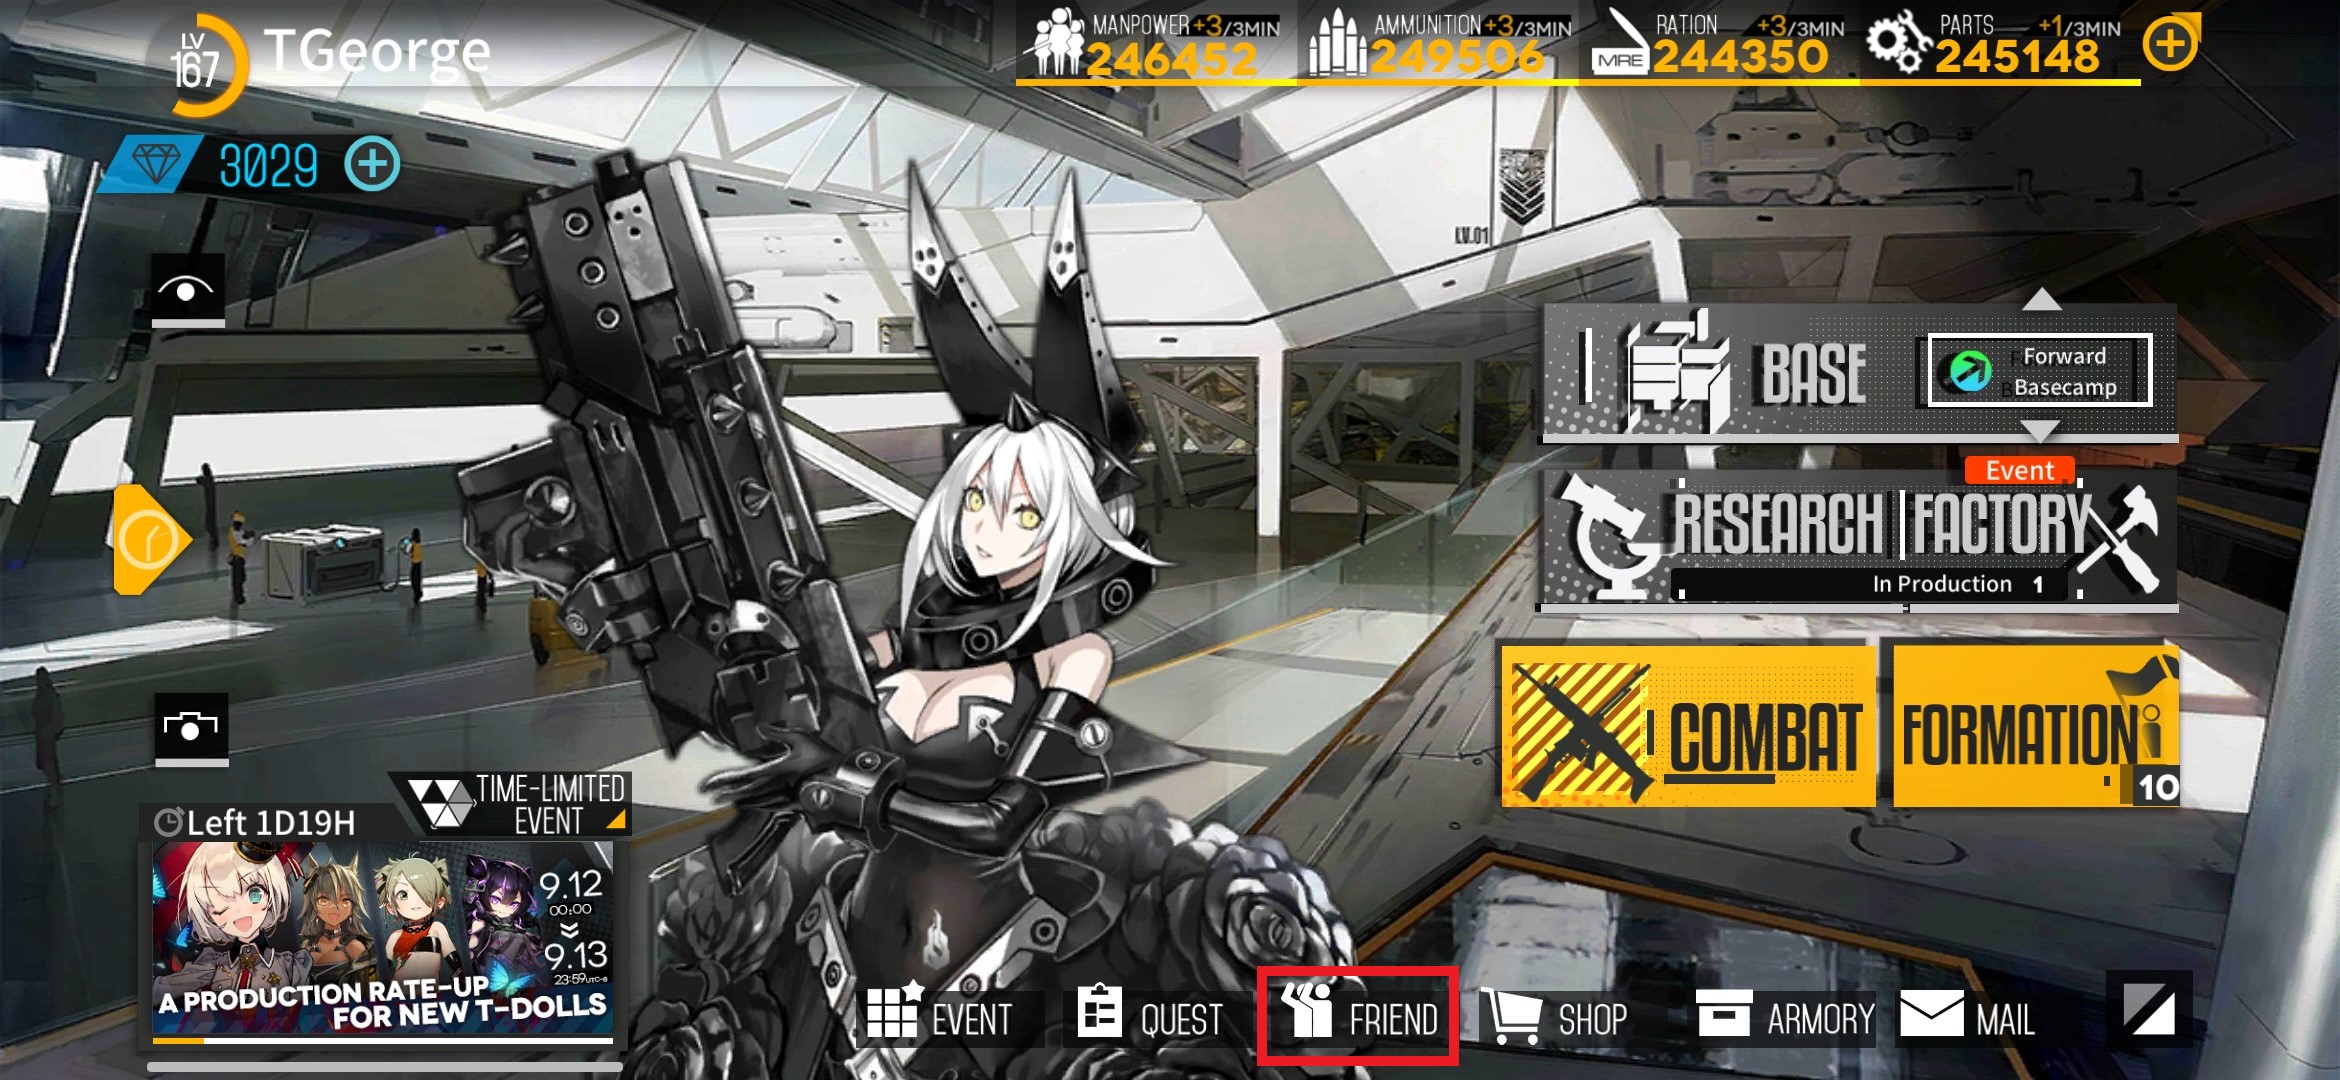 LV
167
TGeorge
MANPOWER +3/3MIN
246452
AMMUNITION +3/3MIN
249506
RATION +3/3MIN
MRE
244350
PARTS +1/3MIN
245148
3029
LV.01
BASE
Forward
Basecamp
Event
RESEARCH
FACTORY
In Production 1
COMBAT
FORMATION
10
TIME-LIMITED
EVENT
Left 1D19H
9.12
00:00
9.13
23:59UTC-8
A PRODUCTION RATE-UP
FOR NEW T-DOLLS
EVENT
QUEST
FRIEND
SHOP
ARMORY
MAIL